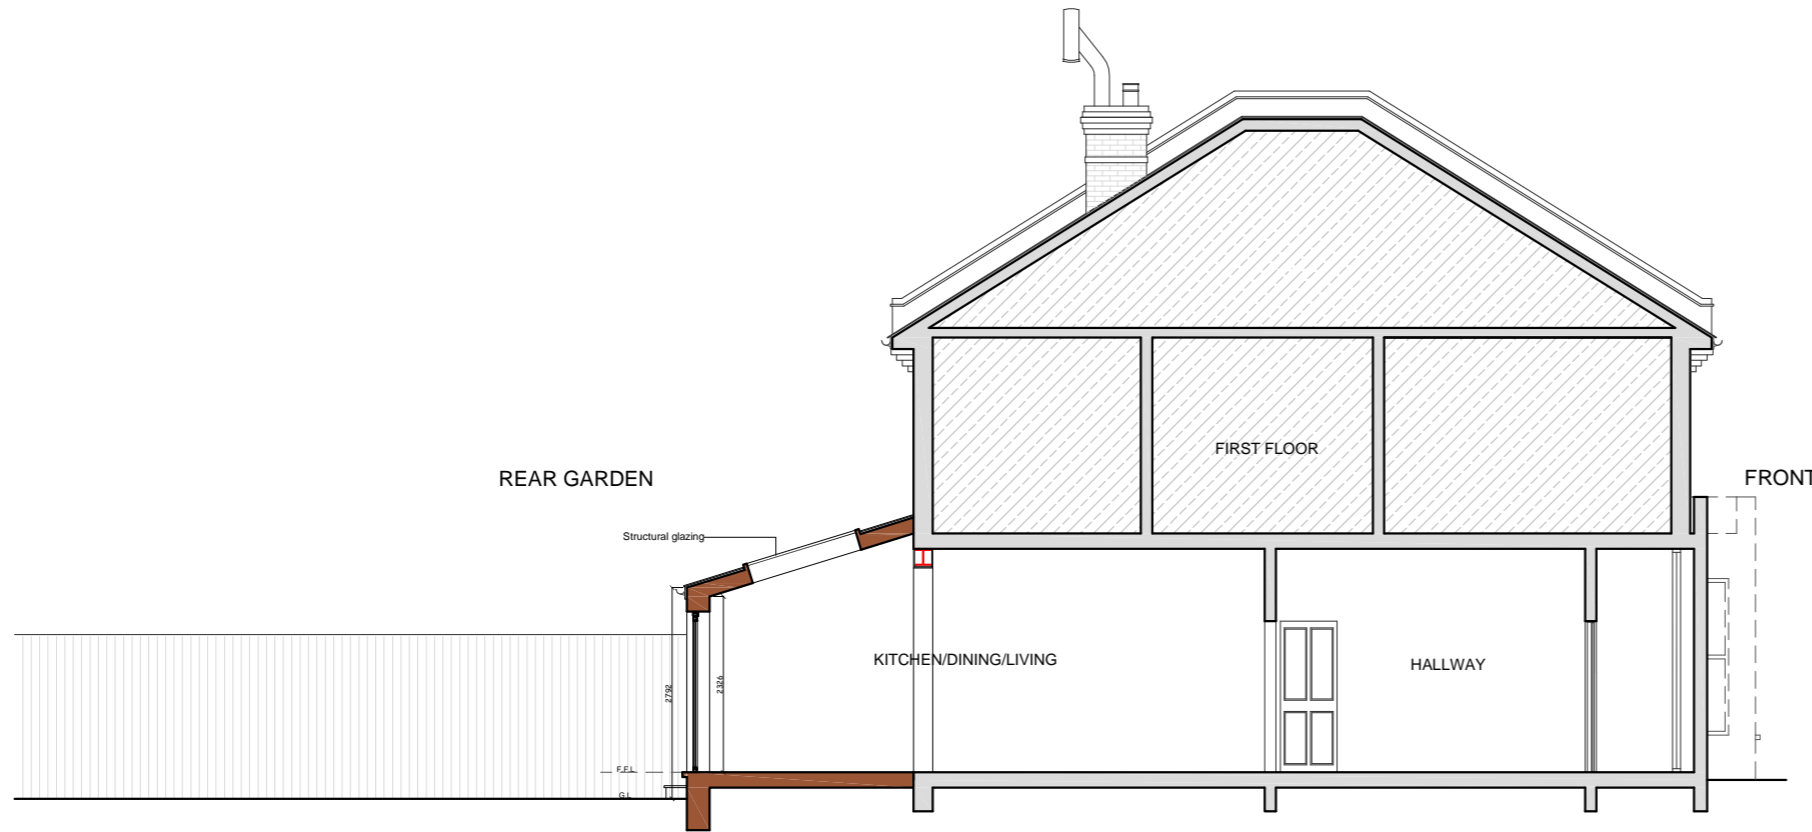 FIRST FLOOR
REAR GARDEN
FRONT
Structural glazing
KITCHEN/DINING/LIVING
HALLWAY
2792
2326
F.F.L
G.L